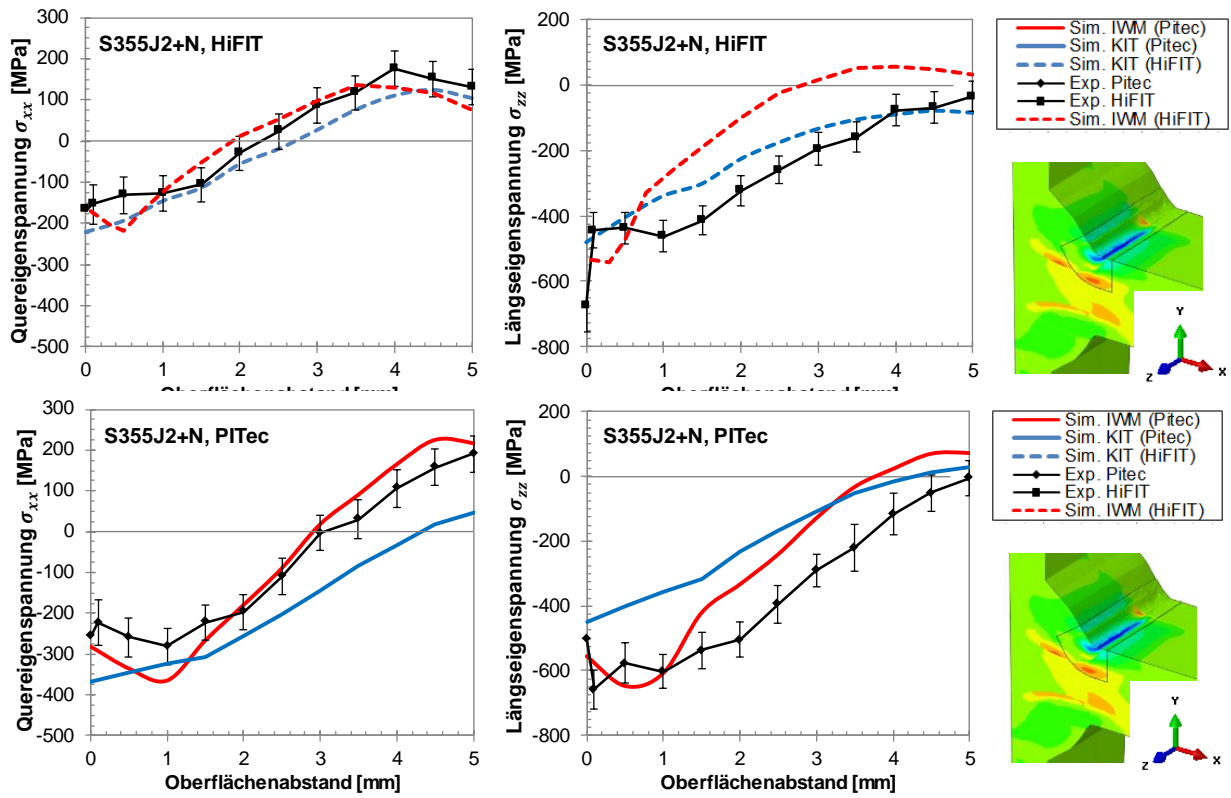 S355J2+N, HiFIT
Quereigenspannung σxx [MPa]
300
200
100
0
-100
-200
-300
-400
-500
0
1
2
3
4
5
Oberflächenabstand [mm]
S355J2+N, HiFIT
Längseigenspannung σzz [MPa]
200
0
-200
-400
-600
-800
0
1
2
3
4
5
Oberflächenabstand [mm]
Sim. IWM (Pitec)
Sim. KIT (Pitec)
Sim. KIT (HiFIT)
Exp. Pitec
Exp. HiFIT
Sim. IWM (HiFIT)
Y
Z
X
S355J2+N, PITec
Quereigenspannung σxx [MPa]
300
200
100
0
-100
-200
-300
-400
-500
0
1
2
3
4
5
Oberflächenabstand [mm]
S355J2+N, PITec
Längseigenspannung σzz [MPa]
200
0
-200
-400
-600
-800
0
1
2
3
4
5
Oberflächenabstand [mm]
Sim. IWM (Pitec)
Sim. KIT (Pitec)
Sim. KIT (HiFIT)
Exp. Pitec
Exp. HiFIT
Sim. IWM (HiFIT)
Y
Z
X